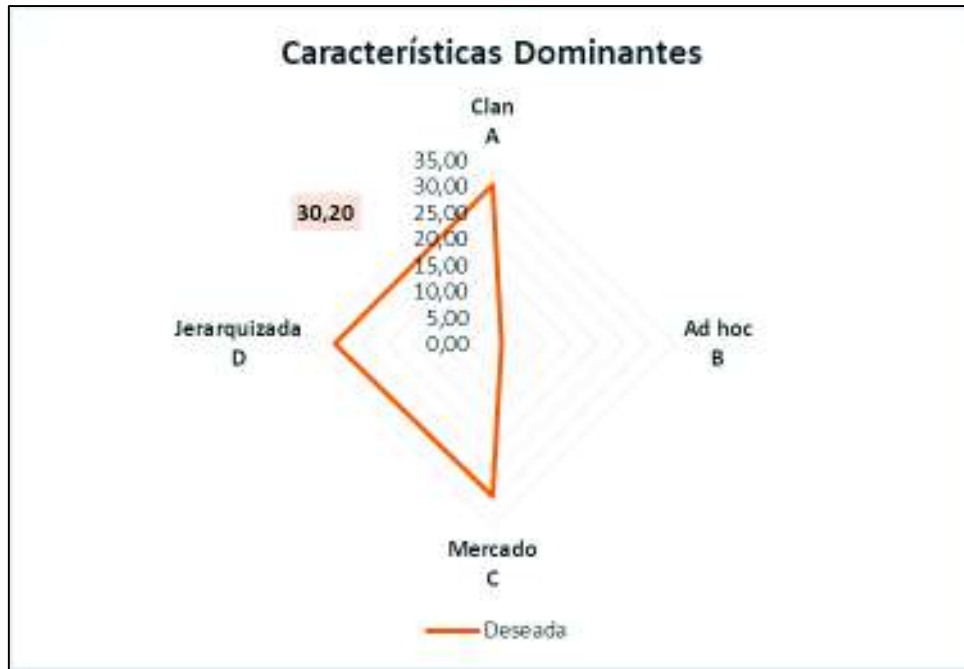 Características Dominantes
Clan
A
35,00
30,00
30,20
25,00
20,00
15,00
10,00
5,00
0,00
Jerarquizada
D
Ad hoc
B
Mercado
C
Deseada